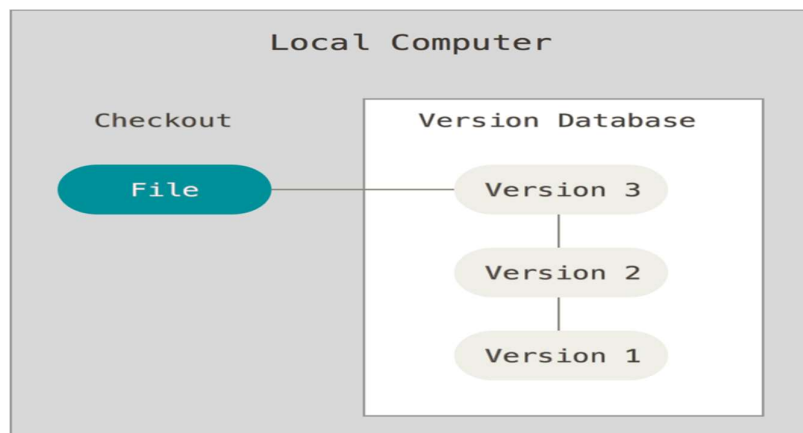 Local Computer
Checkout
Version Database
File
Version 3
Version 2
Version 1